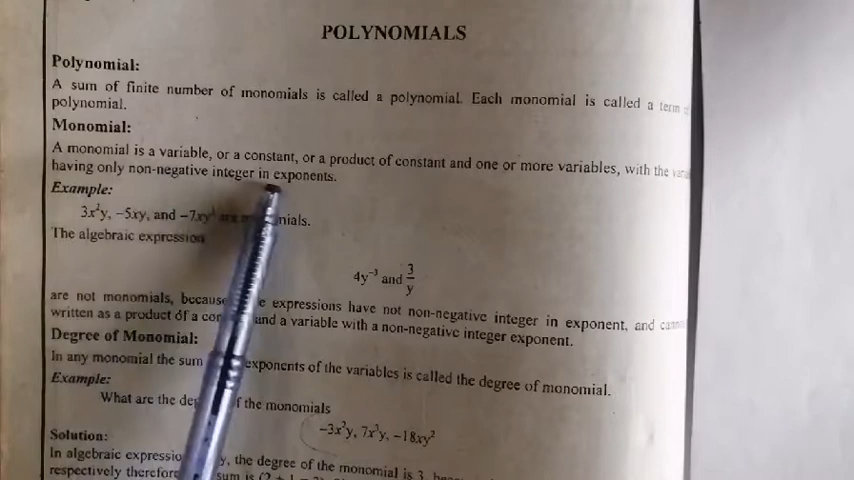 POLYNOMIALS
Polynomial:
A sum of finite number of monomials is called a polynomial. Each monomial is called a term
polynomial.
Monomial:
A monomial is a variable, or a constant, or a product of constant and one or more variables, with the
having only non-negative integer in exponents.
Example:
3x²y, −5xy, and −7xy
The algebraic expression
4y⁻³ and 3/y
are not monomials, expressions have not non-negative integer in exponent, and
written as a product of a and a variable with a non-negative integer exponent.
Degree of Monomial:
In any monomial the sum exponents of the variables is called the degree of monomial.
Example:
What are the of the monomials
−3x²y, 7x³y, −18xy²
Solution:
In algebraic y, the degree of the monomial is 3,
respectively sum is